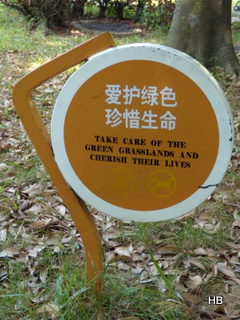 爱护绿色
珍惜生命
TAKE CARE OF THE
GREEN GRASSLANDS AND
CHERISH THEIR LIVES
HB